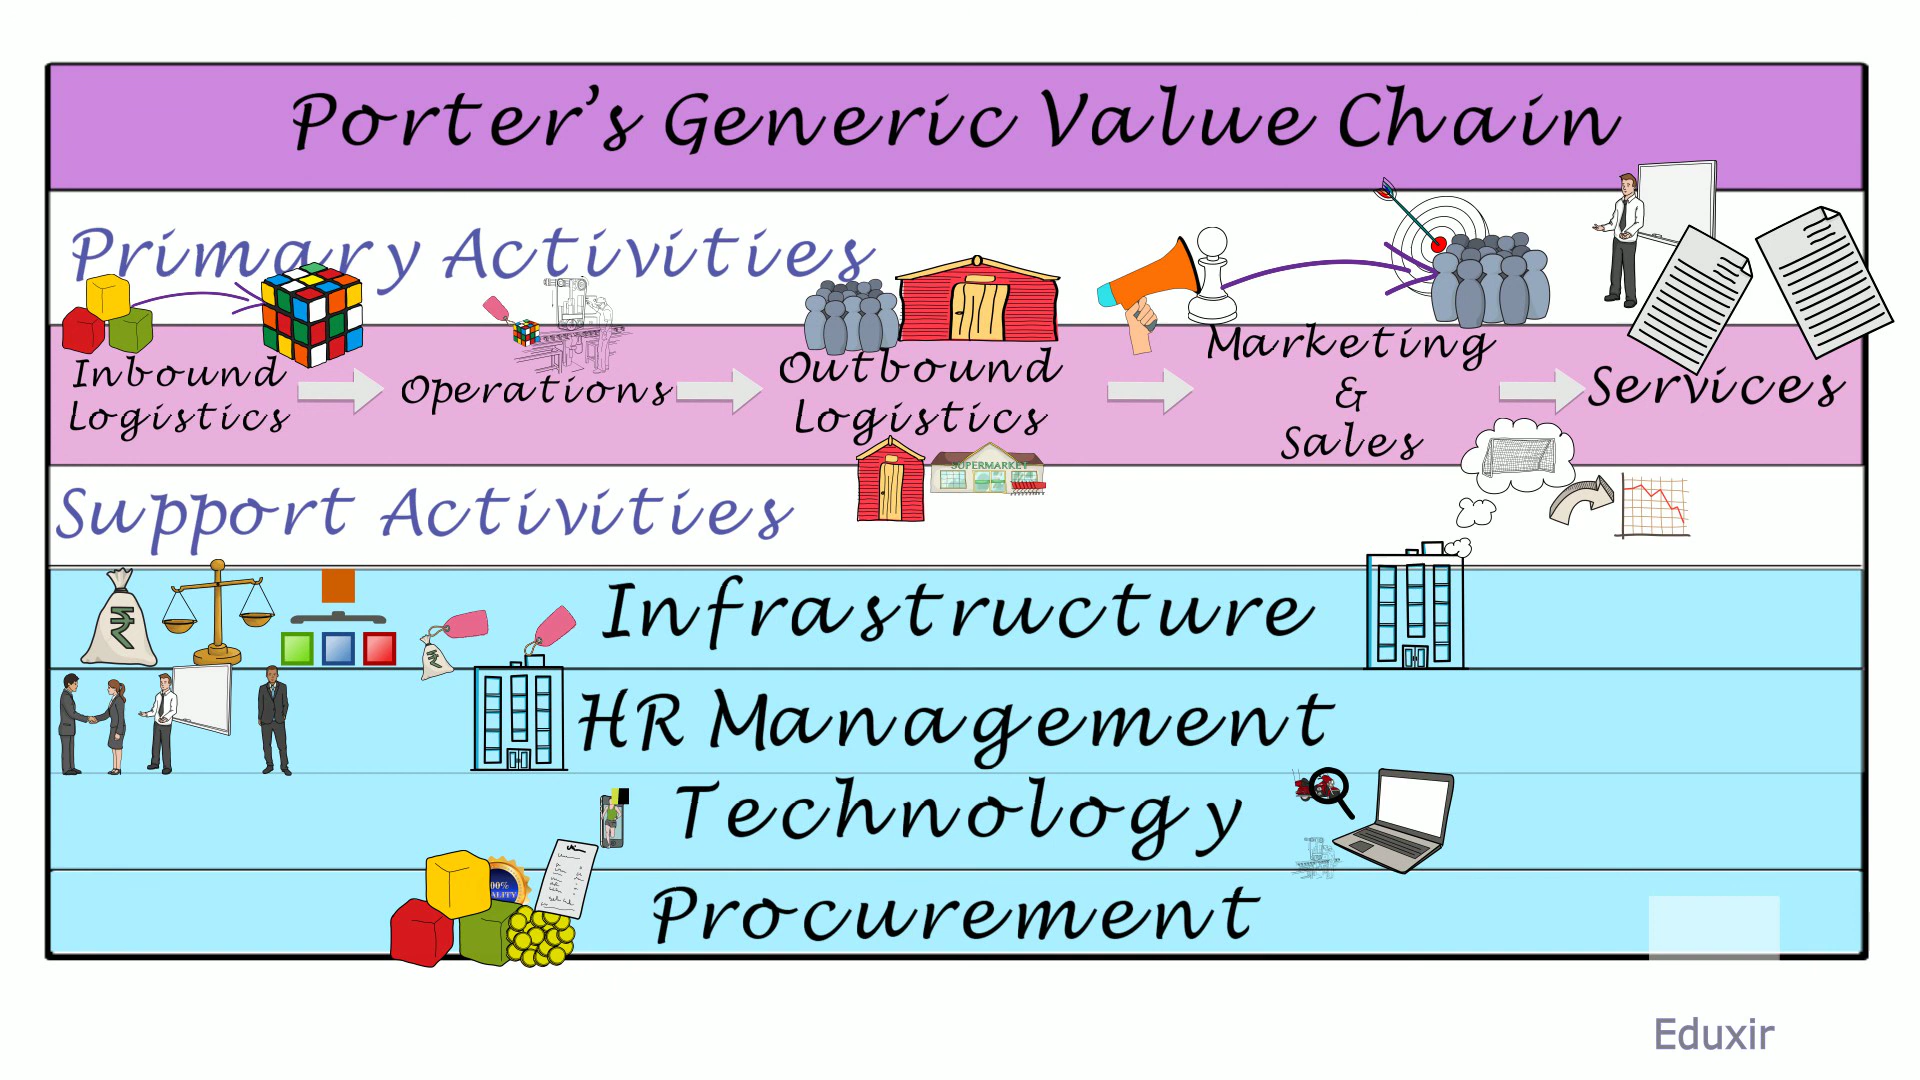 Porter's Generic Value Chain
Primary Activities
Inbound
Logistics
Operations
Outbound
Logistics
Marketing
&
Sales
Services
SUPERMARKET
Support Activities
Infrastructure
HR Management
Technology
Procurement
Eduxir